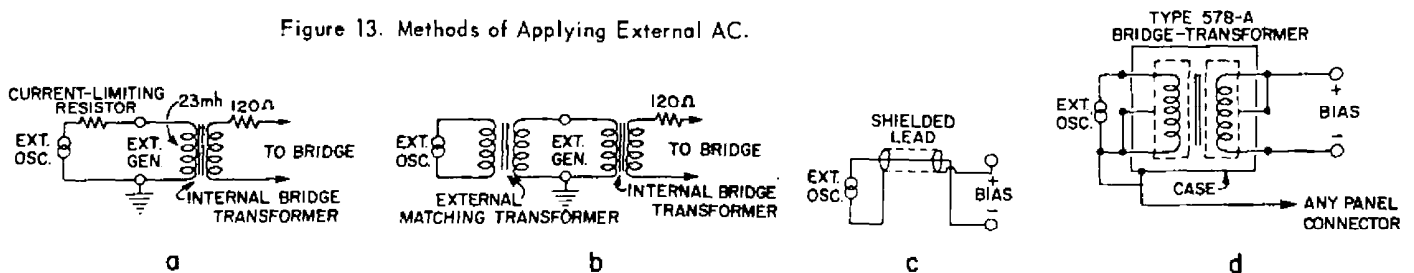 Figure 13. Methods of Applying External AC.
CURRENT-LIMITING
RESISTOR
23mh
120Ω
EXT.
OSC.
EXT.
GEN.
TO BRIDGE
INTERNAL BRIDGE
TRANSFORMER
a
120Ω
EXT.
OSC.
EXT.
GEN.
TO BRIDGE
EXTERNAL
MATCHING TRANSFORMER
INTERNAL BRIDGE
TRANSFORMER
b
SHIELDED
LEAD
EXT.
OSC.
+
BIAS
-
c
TYPE 578-A
BRIDGE-TRANSFORMER
EXT.
OSC.
+
BIAS
-
CASE
ANY PANEL
CONNECTOR
d